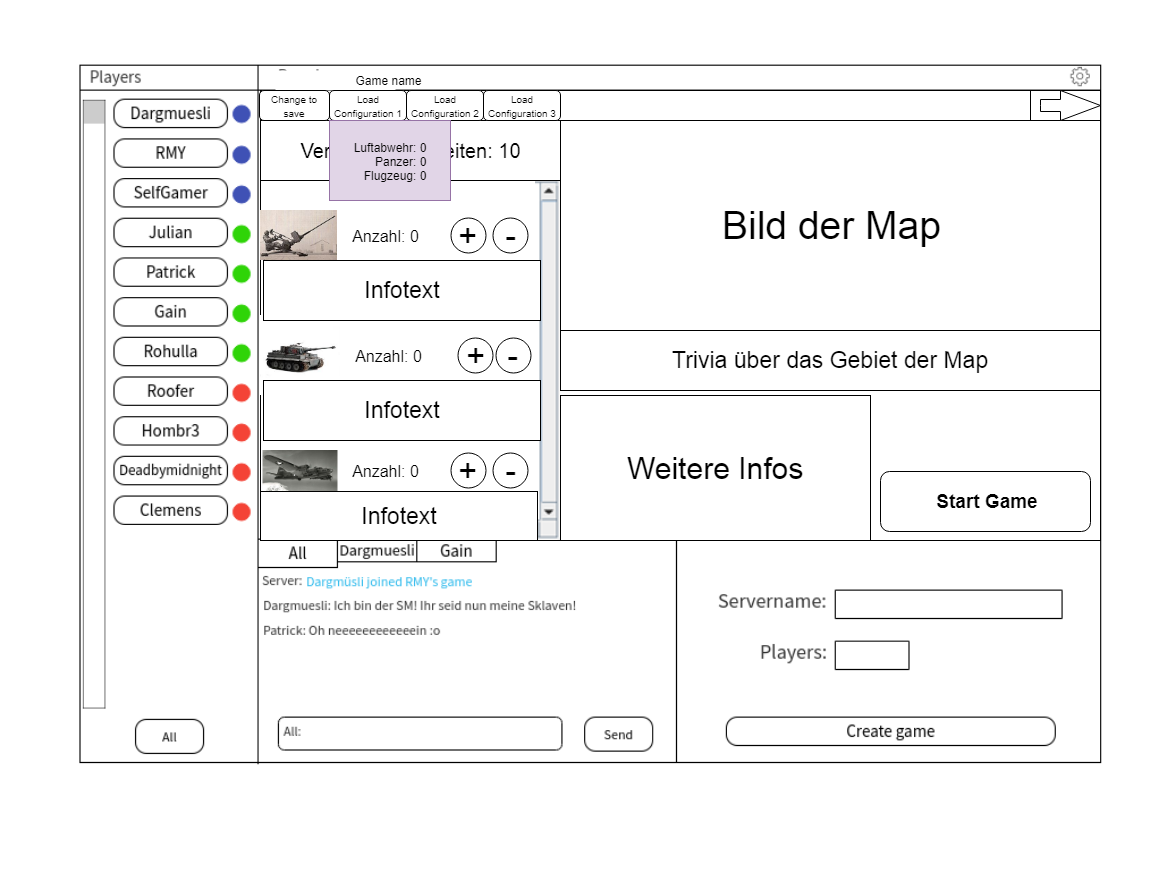 Players
Game name
Dargmuesli
RMY
SelfGamer
Julian
Patrick
Gain
Rohulla
Roofer
Hombr3
Deadbymidnight
Clemens
All
Change to
save
Load
Configuration 1
Load
Configuration 2
Load
Configuration 3
Luftabwehr: 0
Panzer: 0
Flugzeug: 0
: 10
Anzahl: 0
+
-
Infotext
Anzahl: 0
+
-
Infotext
Anzahl: 0
+
-
Infotext
Bild der Map
Trivia über das Gebiet der Map
Weitere Infos
Start Game
All
Dargmuesli
Gain
Server: Dargmüsli joined RMY's game
Dargmuesli: Ich bin der SM! Ihr seid nun meine Sklaven!
Patrick: Oh neeeeeeeeeeeein :o
All:
Send
Servername:
Players:
Create game